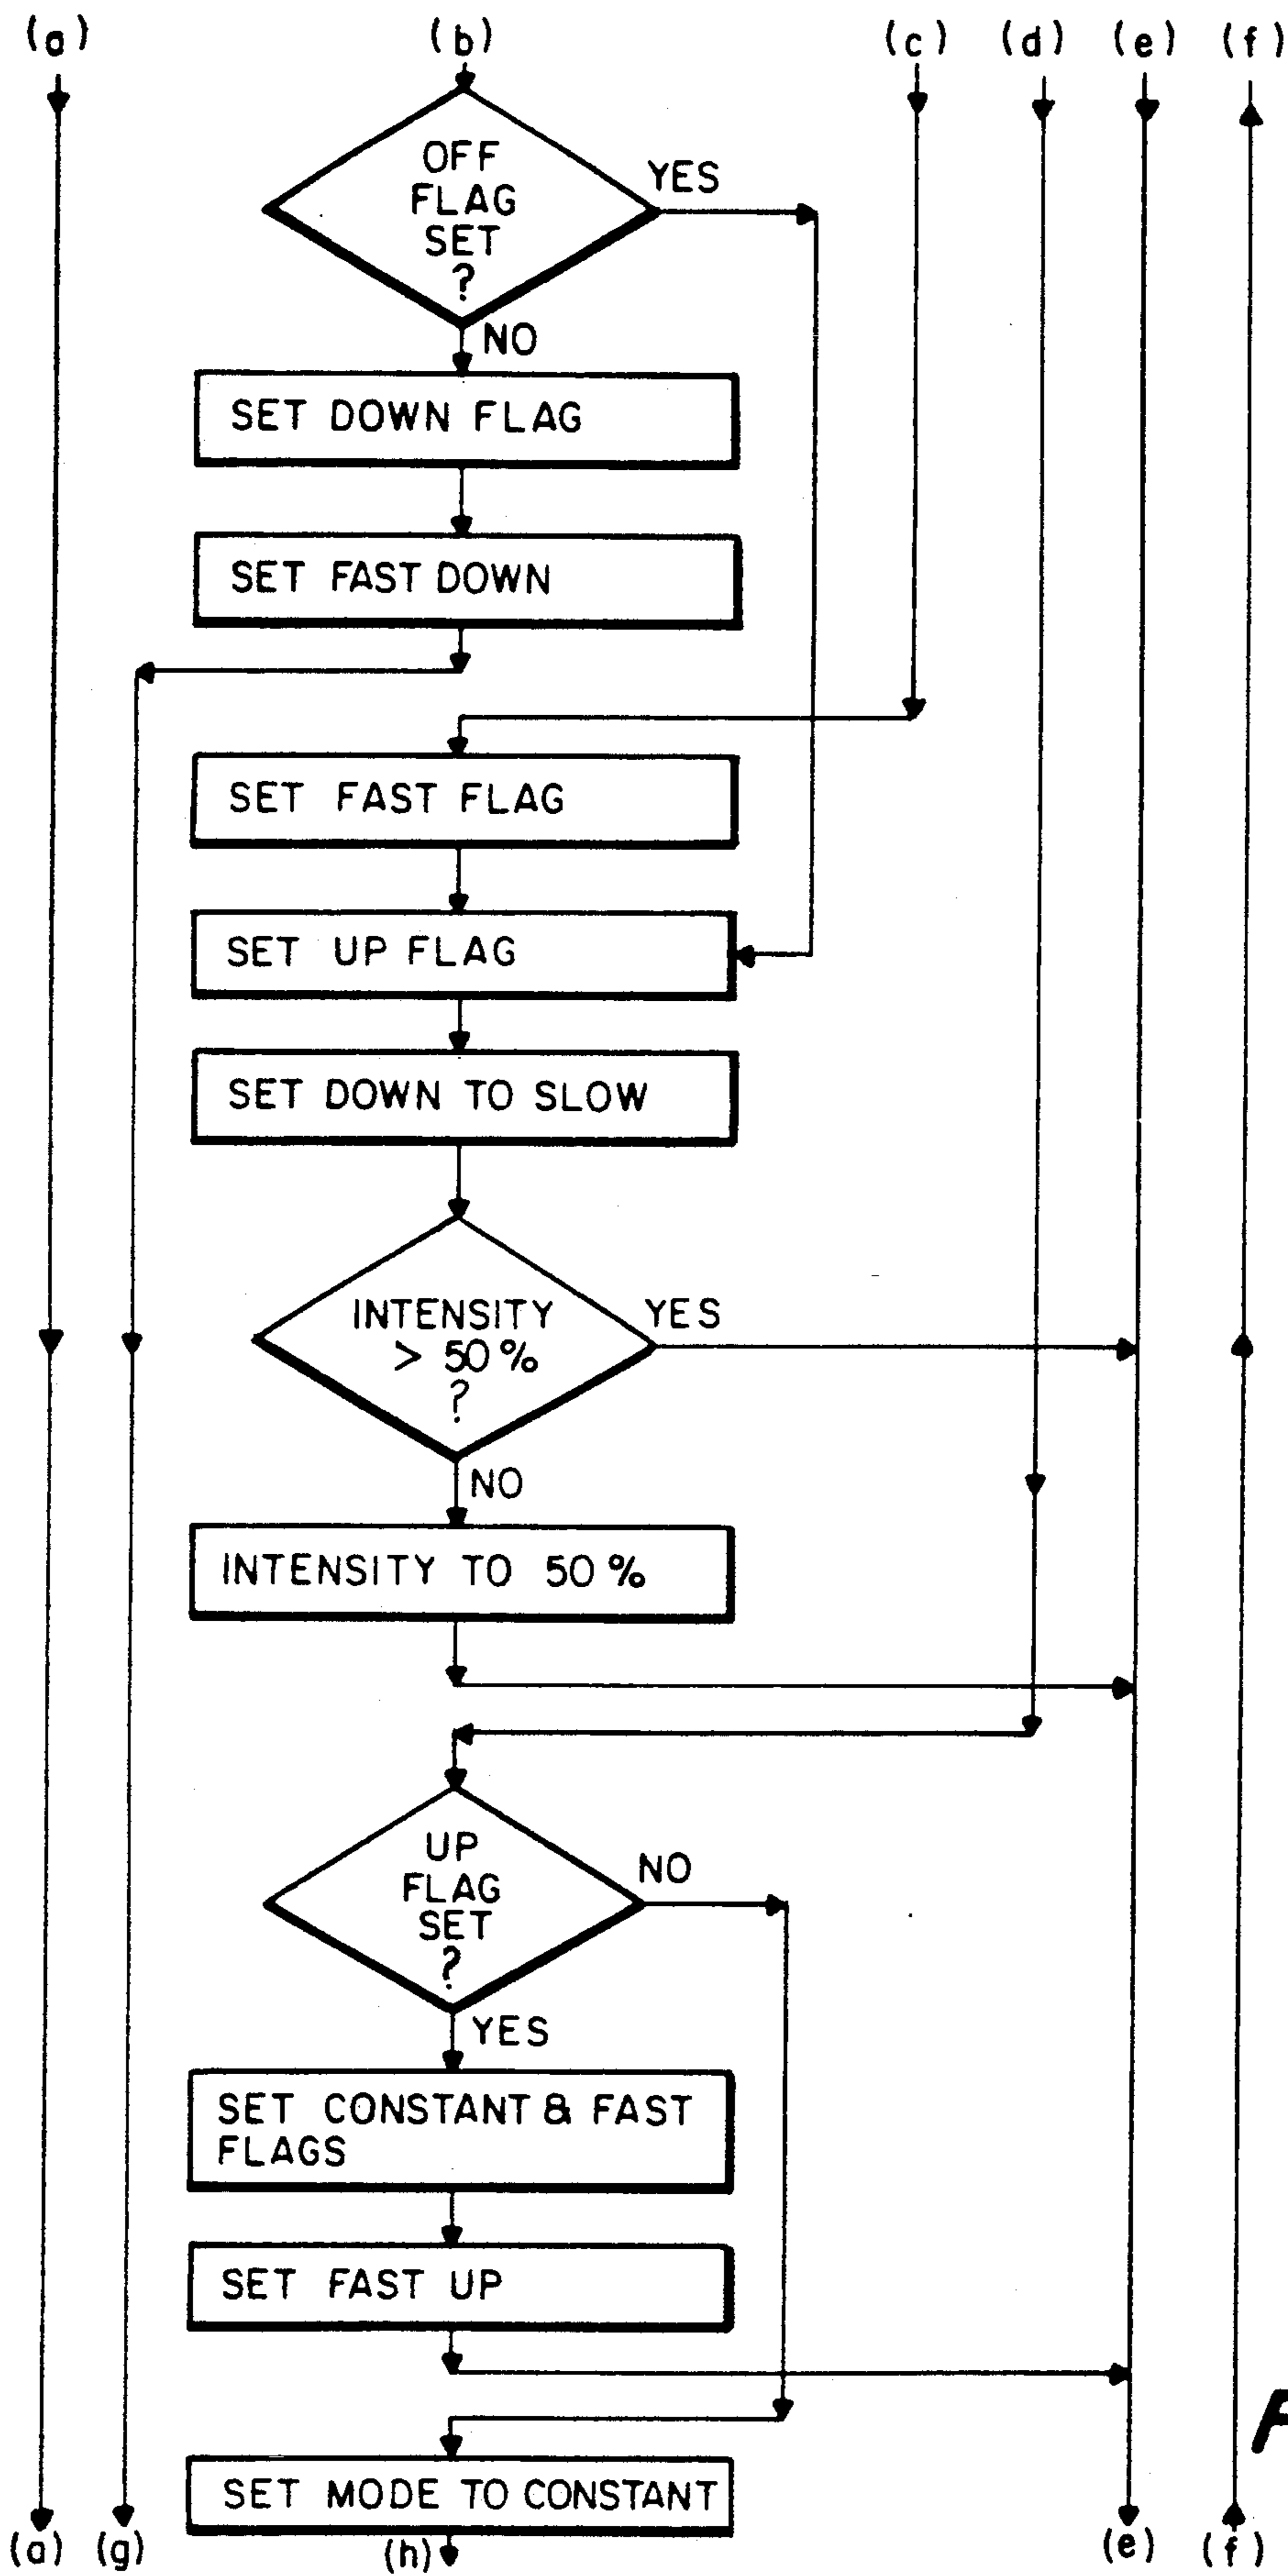 (a) (b) (c) (d) (e) (f)
OFF
FLAG
SET
?
YES
NO
SET DOWN FLAG
SET FAST DOWN
SET FAST FLAG
SET UP FLAG
SET DOWN TO SLOW
INTENSITY
> 50%
?
YES
NO
INTENSITY TO 50%
UP
FLAG
SET
?
NO
YES
SET CONSTANT & FAST
FLAGS
SET FAST UP
SET MODE TO CONSTANT
(a) (g) (h) (e) (f)